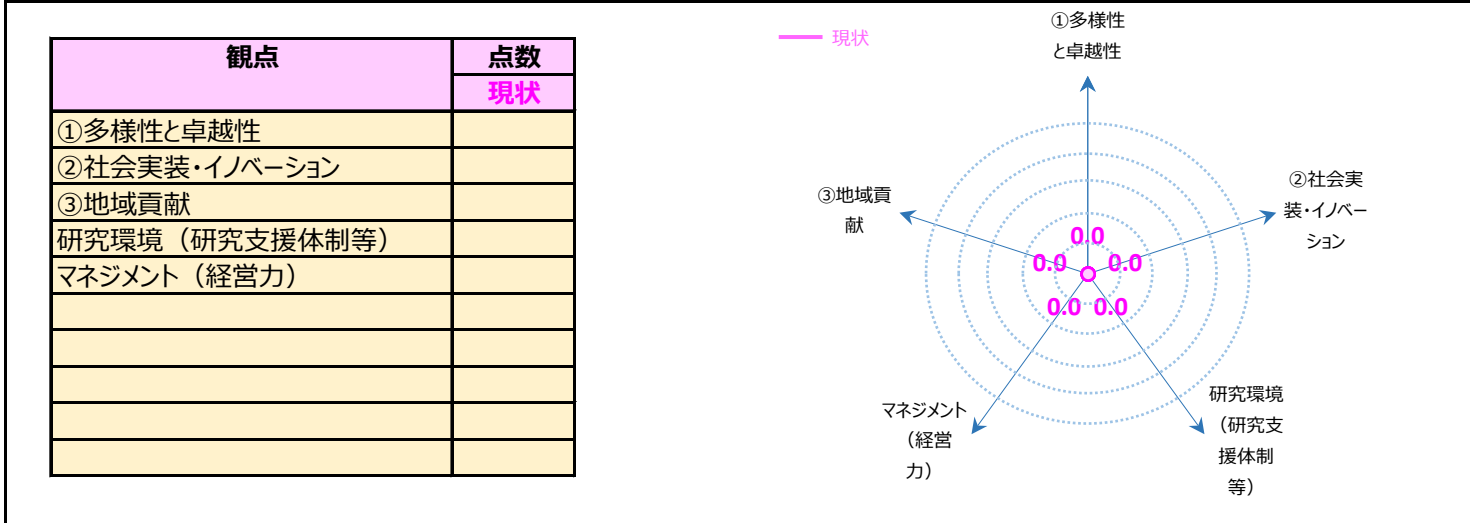 観点
点数
現状
①多様性と卓越性
②社会実装・イノベーション
③地域貢献
研究環境（研究支援体制等）
マネジメント（経営力）
現状
①多様性
と卓越性
②社会実
装・イノベー
ション
研究環境
（研究支
援体制
等）
マネジメント
（経営
力）
③地域貢
献
0.0
0.0
0.0
0.0
0.0